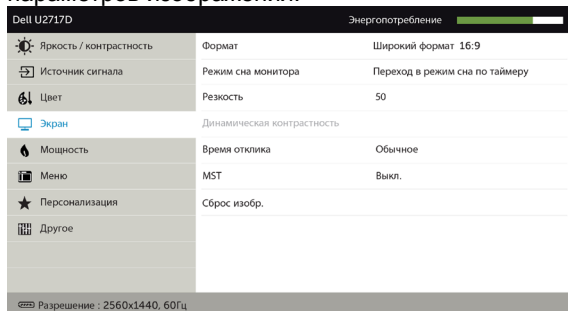 параметров изображения.
Dell U2717D Энергопотребление
Яркость / контрастность Формат Широкий формат 16:9
Источник сигнала Режим сна монитора Переход в режим сна по таймеру
Цвет Резкость 50
Экран Динамическая контрастность
Мощность Время отклика Обычное
Меню MST Выкл.
Персонализация Сброс изобр.
Другое
Разрешение : 2560x1440, 60Гц